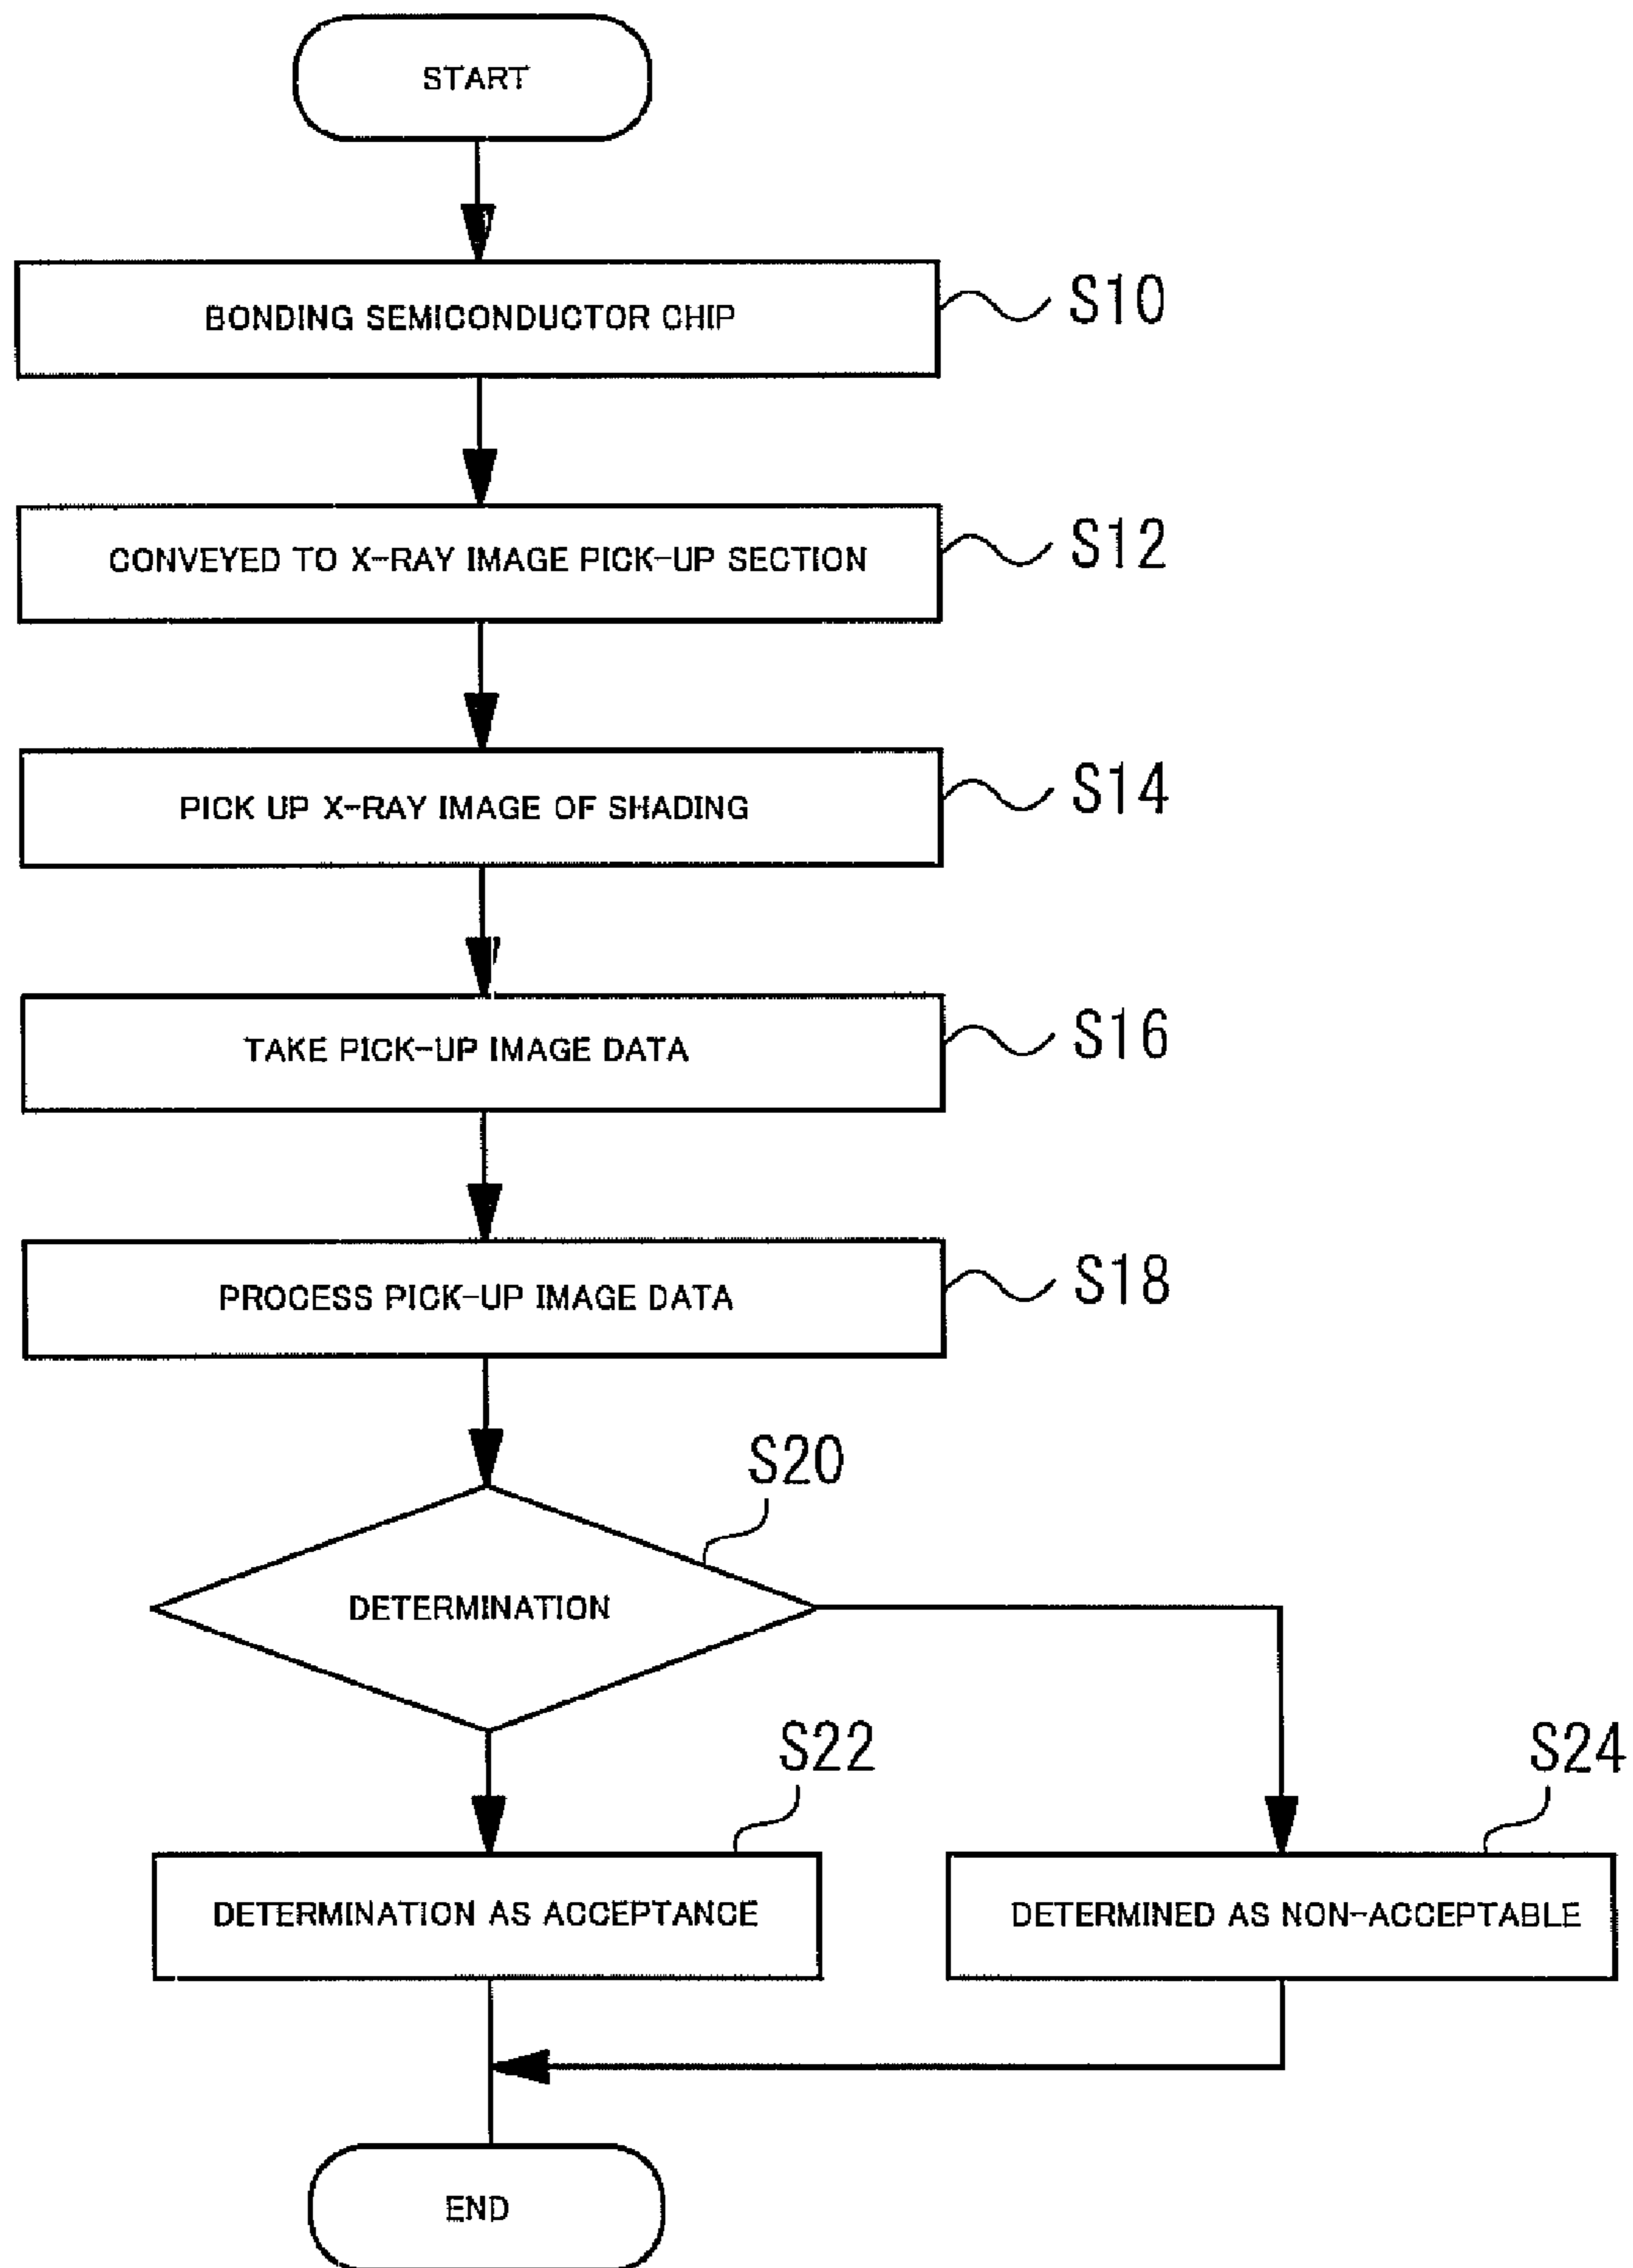 START
BONDING SEMICONDUCTOR CHIP
S10
CONVEYED TO X-RAY IMAGE PICK-UP SECTION
S12
PICK UP X-RAY IMAGE OF SHADING
S14
TAKE PICK-UP IMAGE DATA
S16
PROCESS PICK-UP IMAGE DATA
S18
S20
DETERMINATION
S22
S24
DETERMINATION AS ACCEPTANCE
DETERMINED AS NON-ACCEPTABLE
END